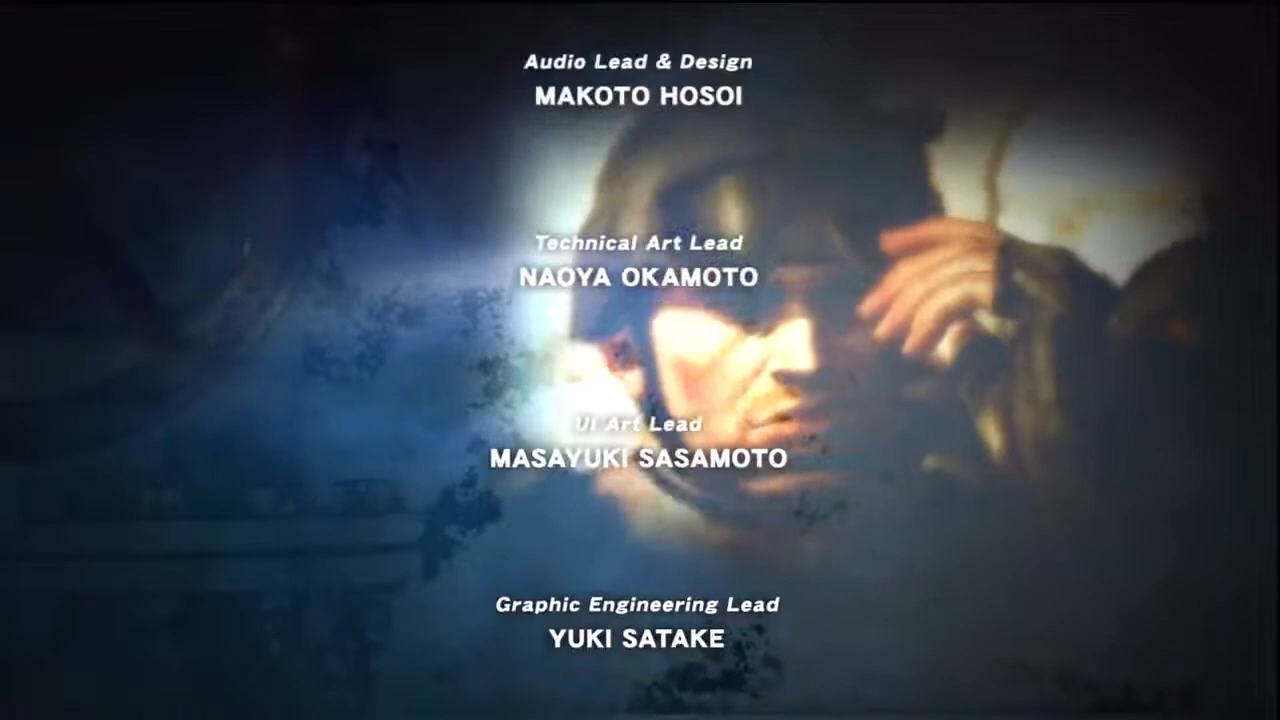 Audio Lead & Design
MAKOTO HOSOI
Technical Art Lead
NAOYA OKAMOTO
UI Art Lead
MASAYUKI SASAMOTO
Graphic Engineering Lead
YUKI SATAKE